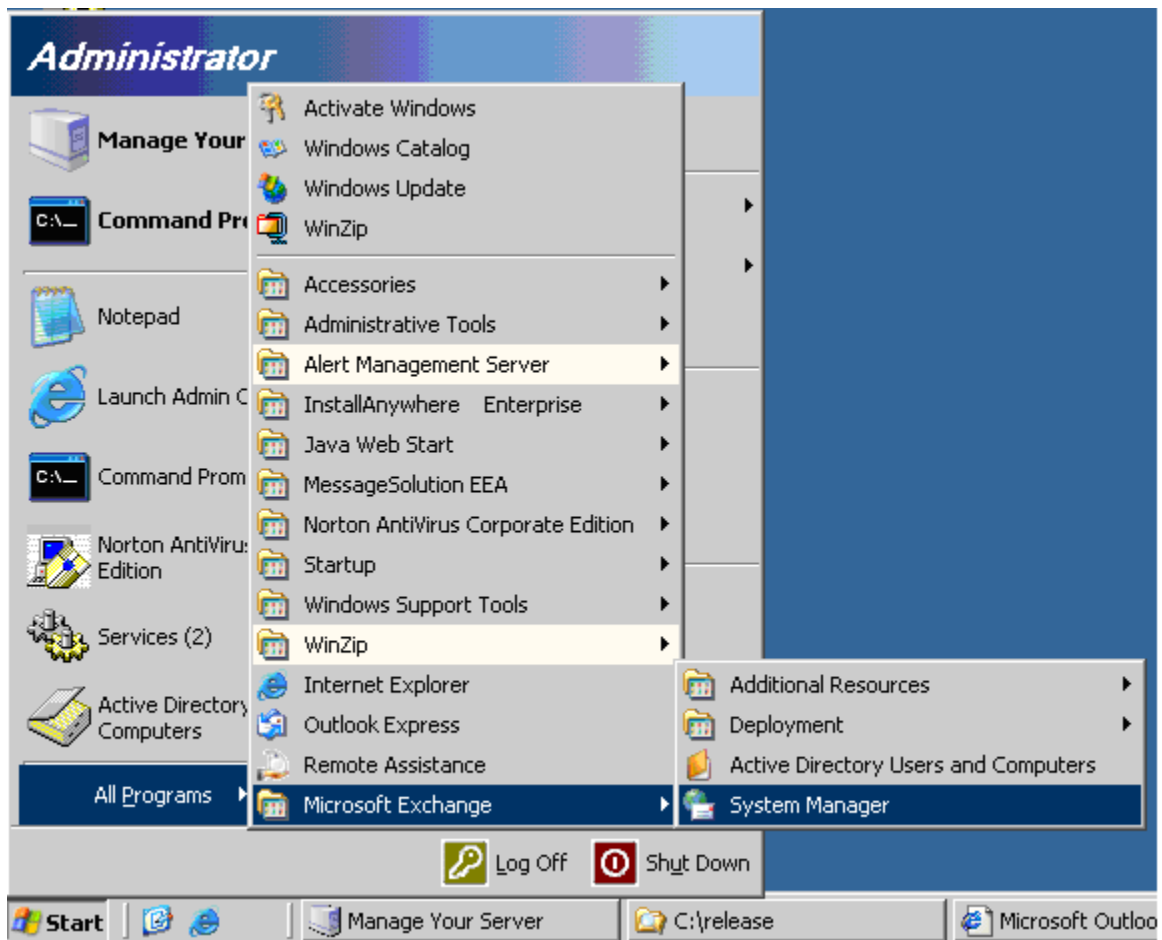 Administrator
Manage Your
Command Pr
Notepad
Launch Admin C
Command Prom
Norton AntiVirus
Edition
Services (2)
Active Directory
Computers
All Programs
Activate Windows
Windows Catalog
Windows Update
WinZip
Accessories
Administrative Tools
Alert Management Server
InstallAnywhere Enterprise
Java Web Start
MessageSolution EEA
Norton AntiVirus Corporate Edition
Startup
Windows Support Tools
WinZip
Internet Explorer
Outlook Express
Remote Assistance
Microsoft Exchange
Additional Resources
Deployment
Active Directory Users and Computers
System Manager
Log Off
Shut Down
Start
Manage Your Server
C:\release
Microsoft Outloo